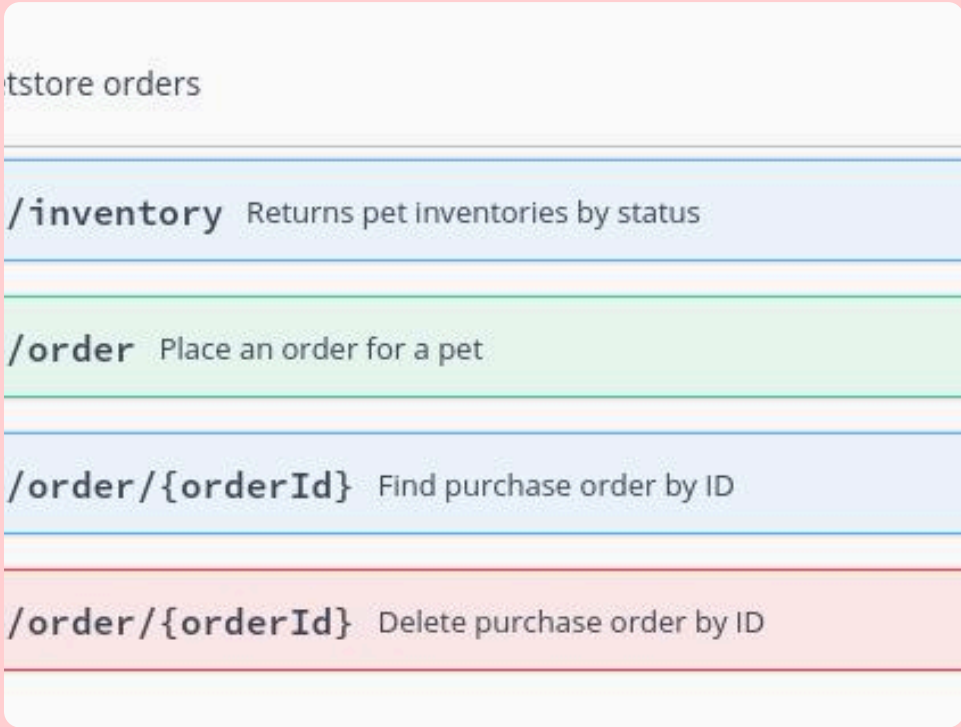 etstore orders
/inventory Returns pet inventories by status
/order Place an order for a pet
/order/{orderId} Find purchase order by ID
/order/{orderId} Delete purchase order by ID